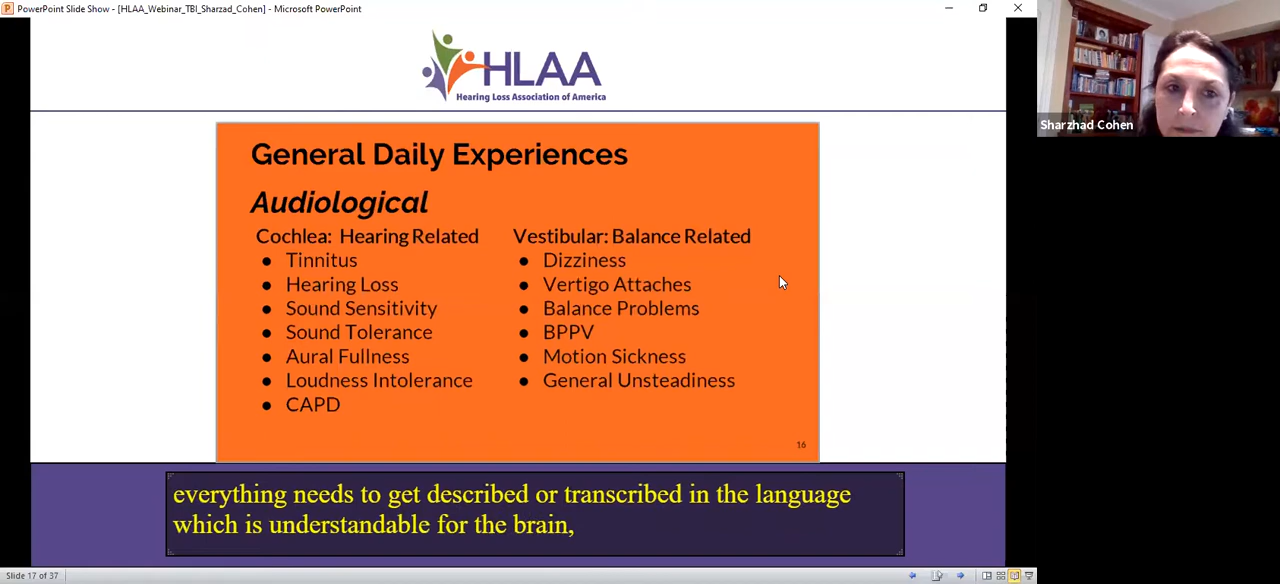 PowerPoint Slide Show - [HLAA_Webinar_TBI_Sharzad_Cohen] - Microsoft PowerPoint
HLAA
Hearing Loss Association of America
Sharzhad Cohen
General Daily Experiences
Audiological
Cochlea: Hearing Related
● Tinnitus
● Hearing Loss
● Sound Sensitivity
● Sound Tolerance
● Aural Fullness
● Loudness Intolerance
● CAPD
Vestibular: Balance Related
● Dizziness
● Vertigo Attaches
● Balance Problems
● BPPV
● Motion Sickness
● General Unsteadiness
16
everything needs to get described or transcribed in the language
which is understandable for the brain,
Slide 17 of 37